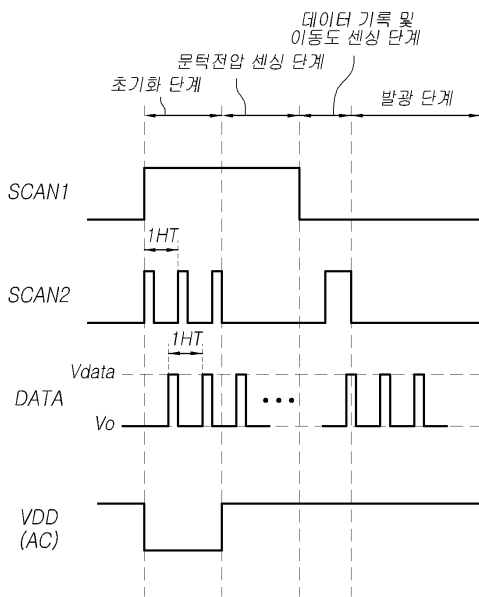 데이터 기록 및
이동도 센싱 단계
문턱전압 센싱 단계
초기화 단계
발광 단계
SCAN1
1HT
SCAN2
1HT
Vdata
DATA
Vo
VDD
(AC)